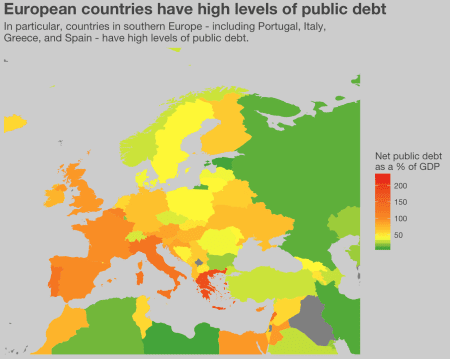 European countries have high levels of public debt
In particular, countries in southern Europe - including Portugal, Italy,
Greece, and Spain - have high levels of public debt.
Net public debt
as a % of GDP
200
150
100
50